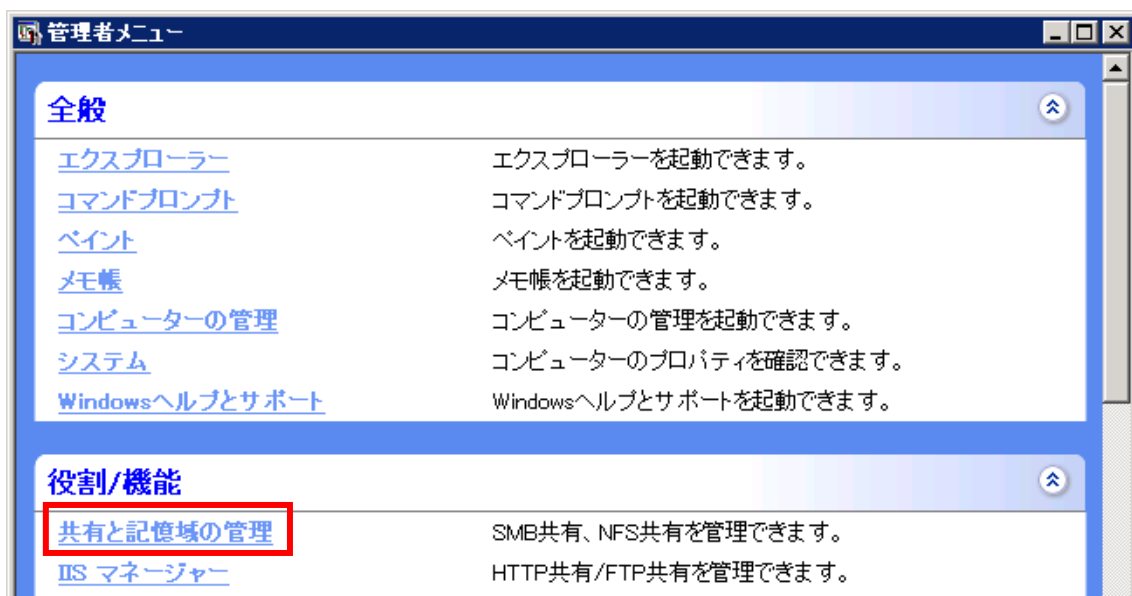 管理者メニュー
全般
エクスプローラー エクスプローラーを起動できます。
コマンドプロンプト コマンドプロンプトを起動できます。
ペイント ペイントを起動できます。
メモ帳 メモ帳を起動できます。
コンピューターの管理 コンピューターの管理を起動できます。
システム コンピューターのプロパティを確認できます。
Windowsヘルプとサポート Windowsヘルプとサポートを起動できます。
役割/機能
共有と記憶域の管理 SMB共有、NFS共有を管理できます。
IIS マネージャー HTTP共有/FTP共有を管理できます。